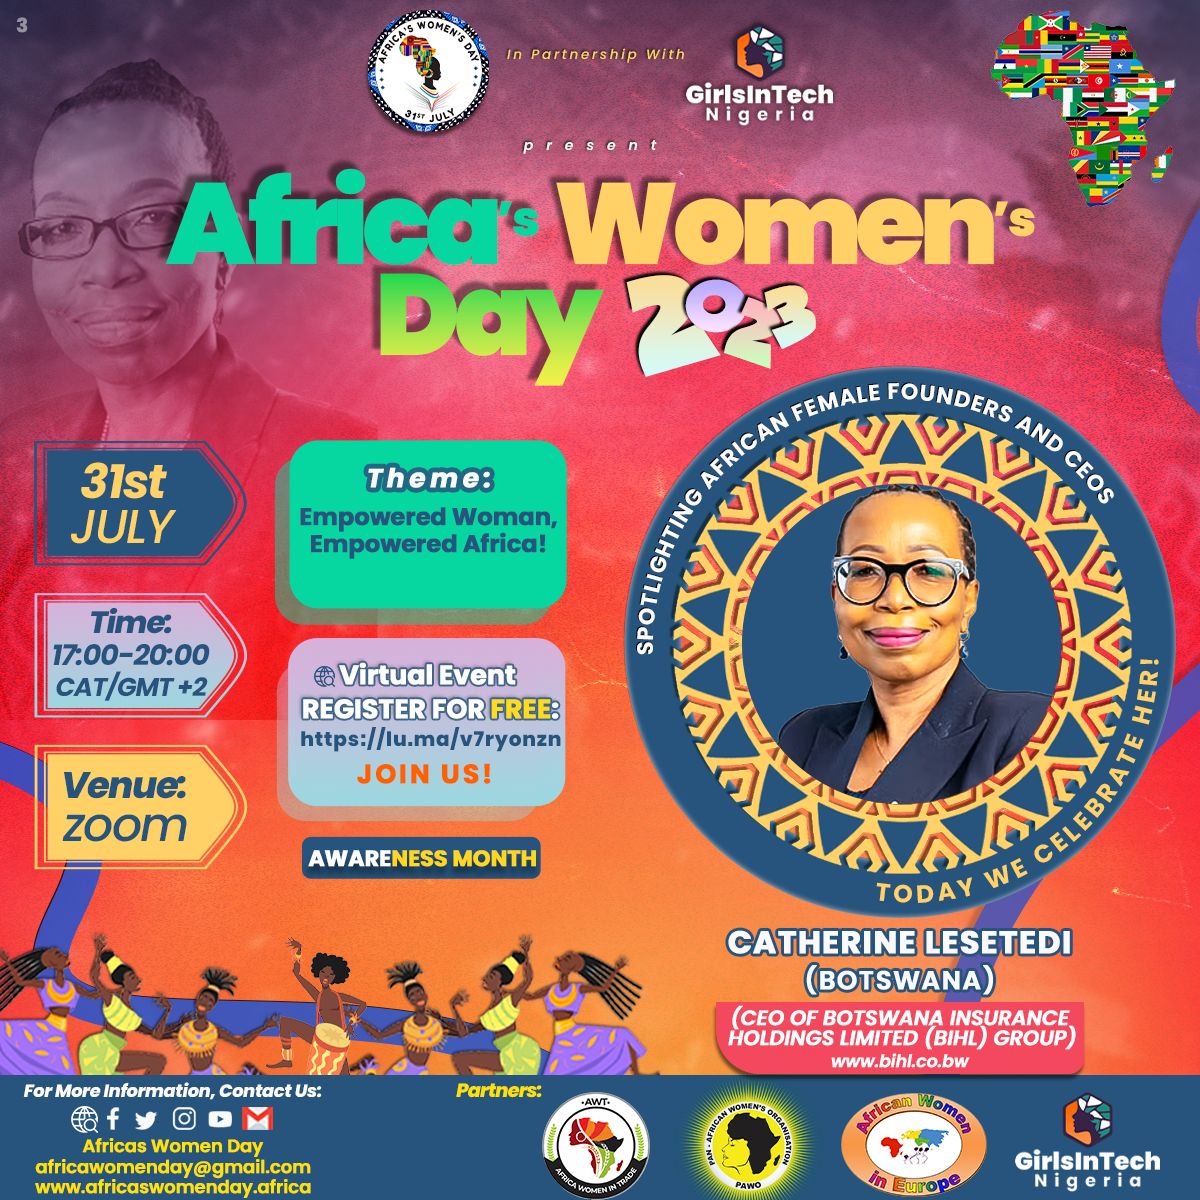 3
AFRICA'S WOMEN'S DAY
31ST JULY
In Partnership With
GirlsInTech
Nigeria
present
Africa's Women's
Day 2023
SPOTLIGHTING AFRICAN FEMALE FOUNDERS AND CEOS
TODAY WE CELEBRATE HER!
31st
JULY
Theme:
Empowered Woman,
Empowered Africa!
Time:
17:00-20:00
CAT/GMT +2
Virtual Event
REGISTER FOR FREE:
https://lu.ma/v7ryonzn
JOIN US!
Venue:
zoom
AWARENESS MONTH
CATHERINE LESETEDI
(BOTSWANA)
(CEO OF BOTSWANA INSURANCE
HOLDINGS LIMITED (BIHL) GROUP)
www.bihl.co.bw
For More Information, Contact Us:
Africas Women Day
africawomenday@gmail.com
www.africaswomenday.africa
Partners:
AWT
AFRICA WOMEN IN TRADE
PAN - AFRICAN WOMEN'S ORGANISATION
PAWO
African Women
in Europe
GirlsInTech
Nigeria